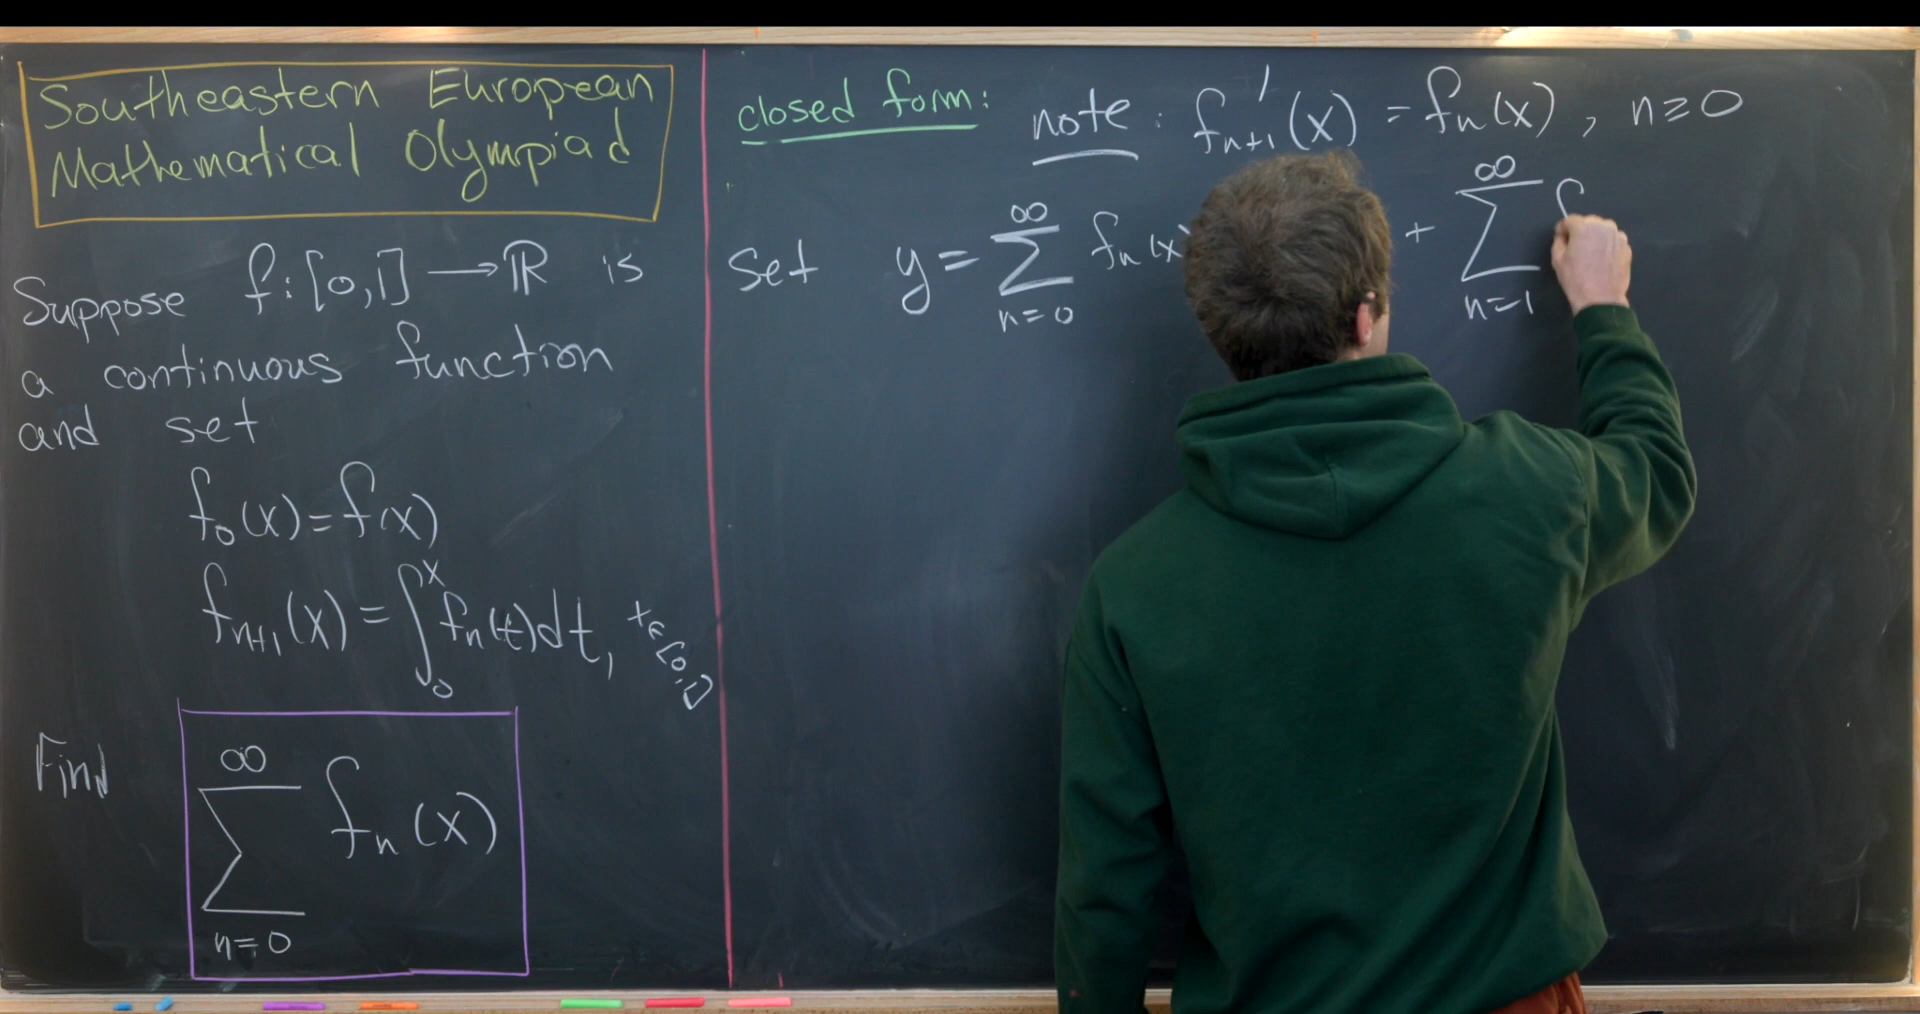 Southeastern European
Mathematical Olympiad
Suppose f:[0,1] → ℝ is
a continuous function
and set
f₀(x)=f(x)
fₙ₊₁(x)=∫₀ˣ fₙ(t)dt, x∈[0,1]
Find
∞
∑ fₙ(x)
n=0
closed form: note: f'ₙ₊₁(x)=fₙ(x), n≥0
∞ ∞
Set y=∑ fₙ(x + ∑ f
n=0 n=1